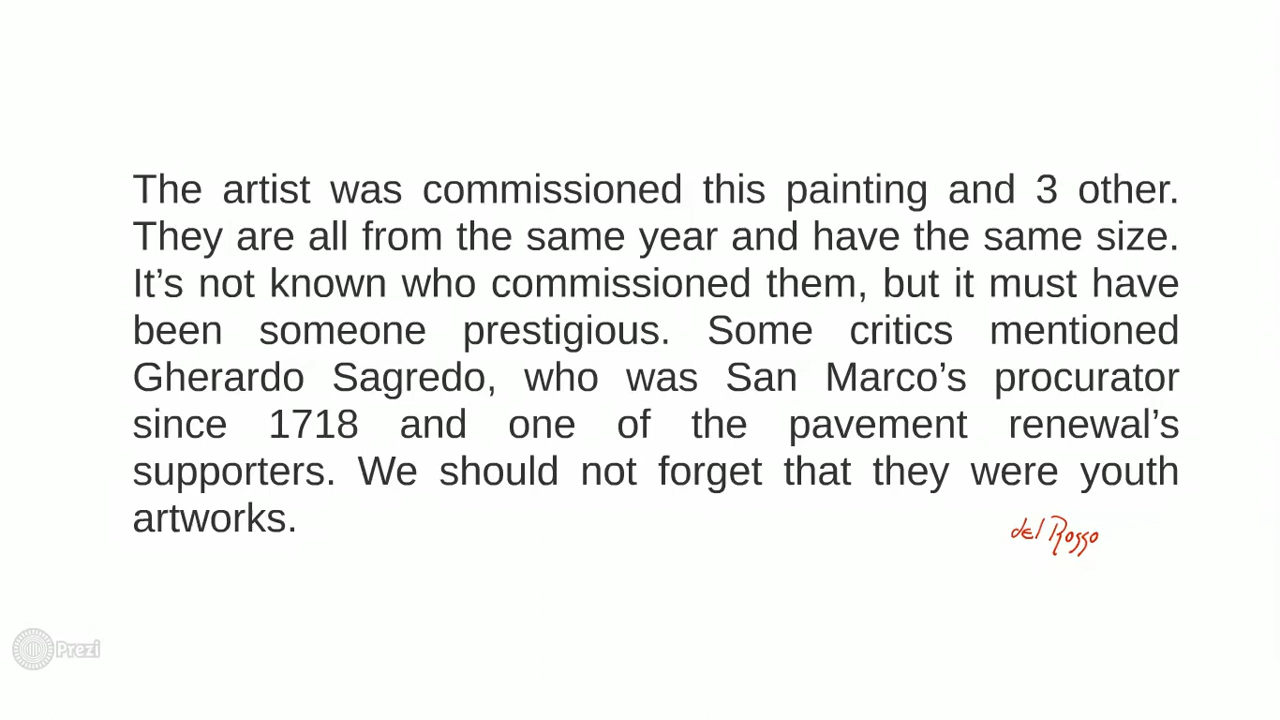 The artist was commissioned this painting and 3 other.
They are all from the same year and have the same size.
It’s not known who commissioned them, but it must have
been someone prestigious. Some critics mentioned
Gherardo Sagredo, who was San Marco’s procurator
since 1718 and one of the pavement renewal’s
supporters. We should not forget that they were youth
artworks.
del Rosso
Prezi